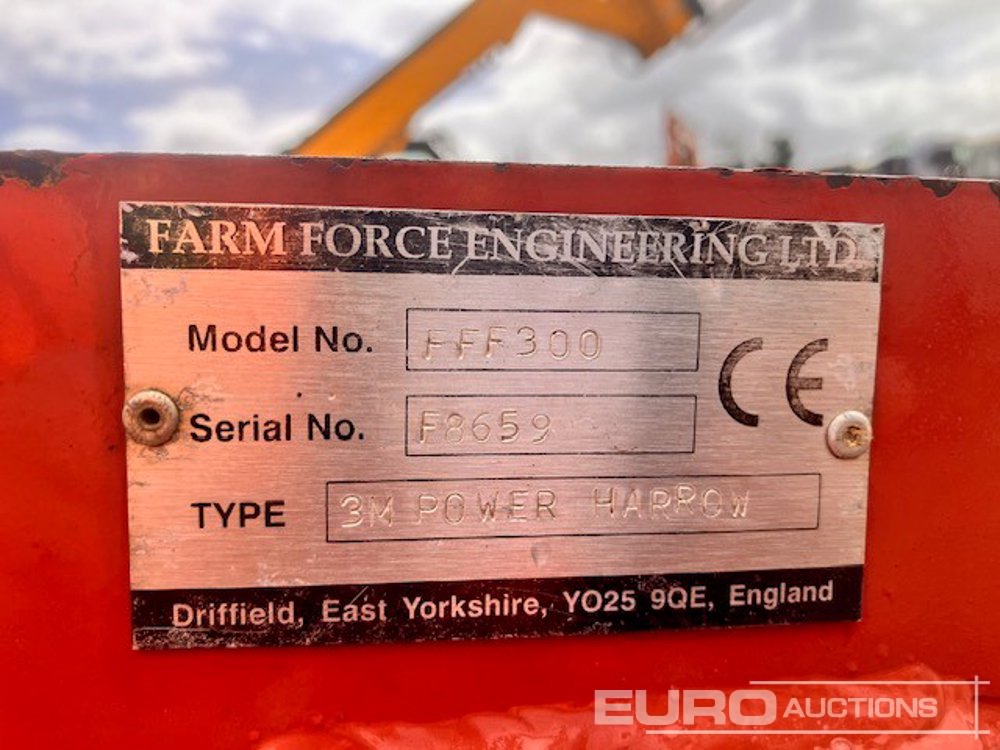 FARM FORCE ENGINEERING LTD
Model No. FFF300
Serial No. F8659
TYPE 3M POWER HARROW
CE
Driffield, East Yorkshire, YO25 9QE, England
EURO AUCTIONS